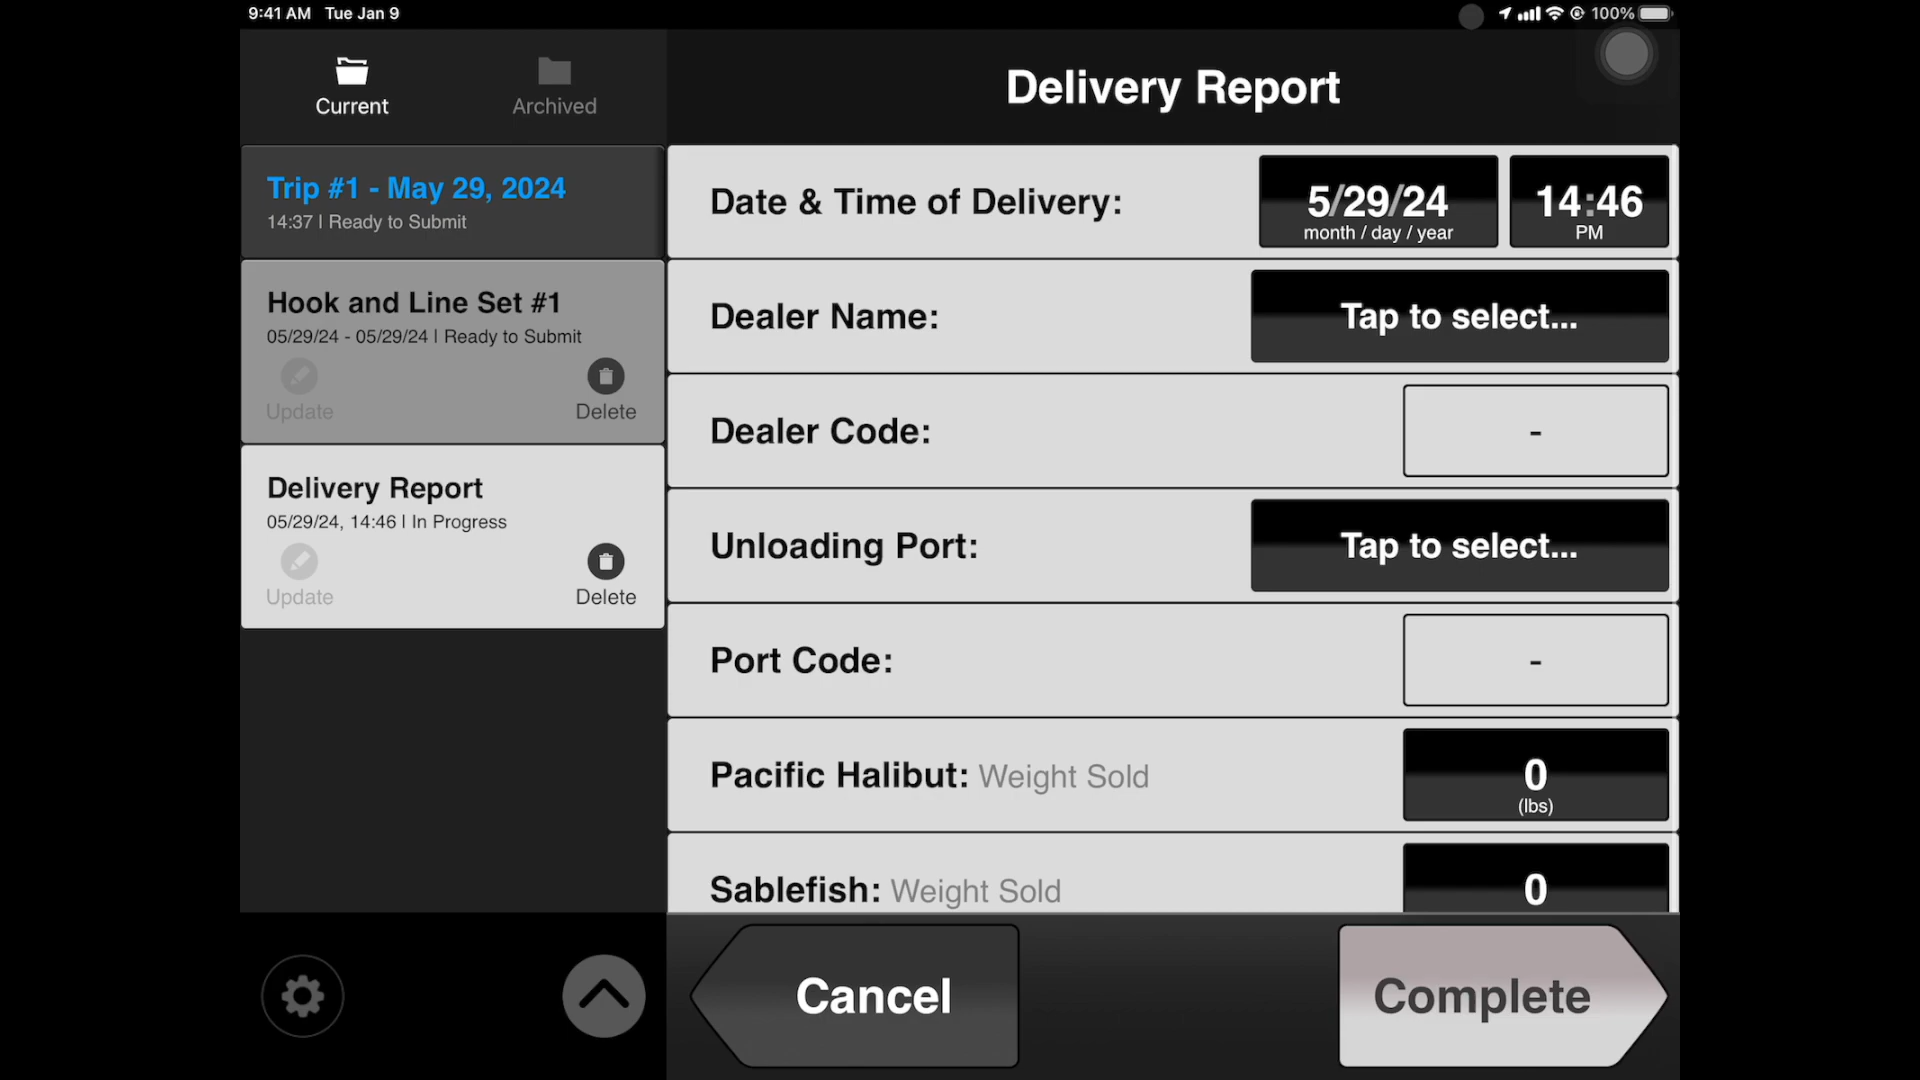 9:41 AM Tue Jan 9
100%
Current
Archived
Trip #1 - May 29, 2024
14:37 | Ready to Submit
Hook and Line Set #1
05/29/24 - 05/29/24 | Ready to Submit
Update
Delete
Delivery Report
05/29/24, 14:46 | In Progress
Update
Delete
Delivery Report
Date & Time of Delivery:
5/29/24
month / day / year
14:46
PM
Dealer Name:
Tap to select...
Dealer Code:
-
Unloading Port:
Tap to select...
Port Code:
-
Pacific Halibut: Weight Sold
0
(lbs)
Sablefish: Weight Sold
0
Cancel
Complete